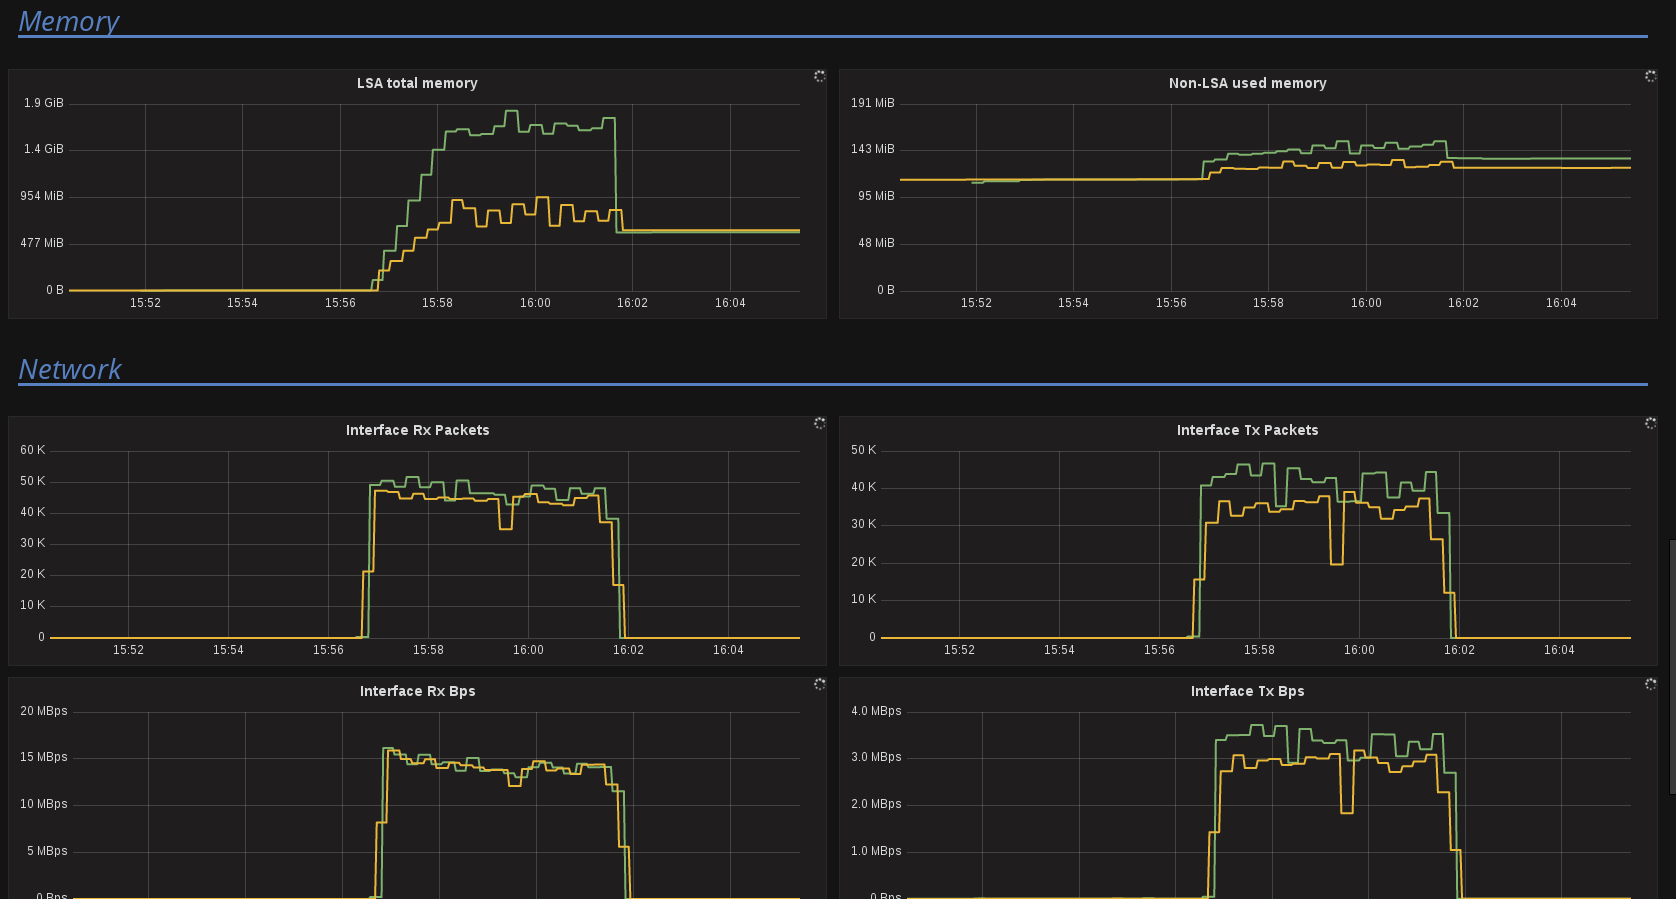 Memory
LSA total memory
1.9 GiB
1.4 GiB
954 MiB
477 MiB
0 B
15:52 15:54 15:56 15:58 16:00 16:02 16:04
Non-LSA used memory
191 MiB
143 MiB
95 MiB
48 MiB
0 B
15:52 15:54 15:56 15:58 16:00 16:02 16:04
Network
Interface Rx Packets
60 K
50 K
40 K
30 K
20 K
10 K
0
15:52 15:54 15:56 15:58 16:00 16:02 16:04
Interface Tx Packets
50 K
40 K
30 K
20 K
10 K
0
15:52 15:54 15:56 15:58 16:00 16:02 16:04
Interface Rx Bps
20 MBps
15 MBps
10 MBps
5 MBps
0 Bps
Interface Tx Bps
4.0 MBps
3.0 MBps
2.0 MBps
1.0 MBps
0 Bps